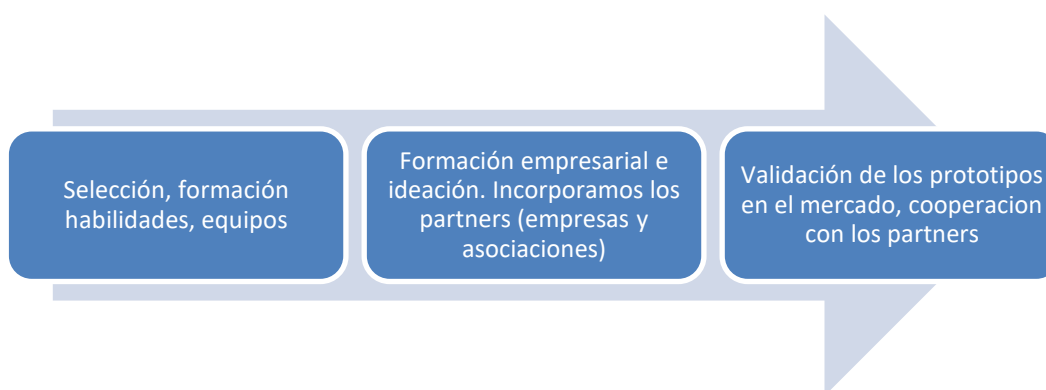 Selección, formación
habilidades, equipos
Formación empresarial e
ideación. Incorporamos los
partners (empresas y
asociaciones)
Validación de los prototipos
en el mercado, cooperacion
con los partners